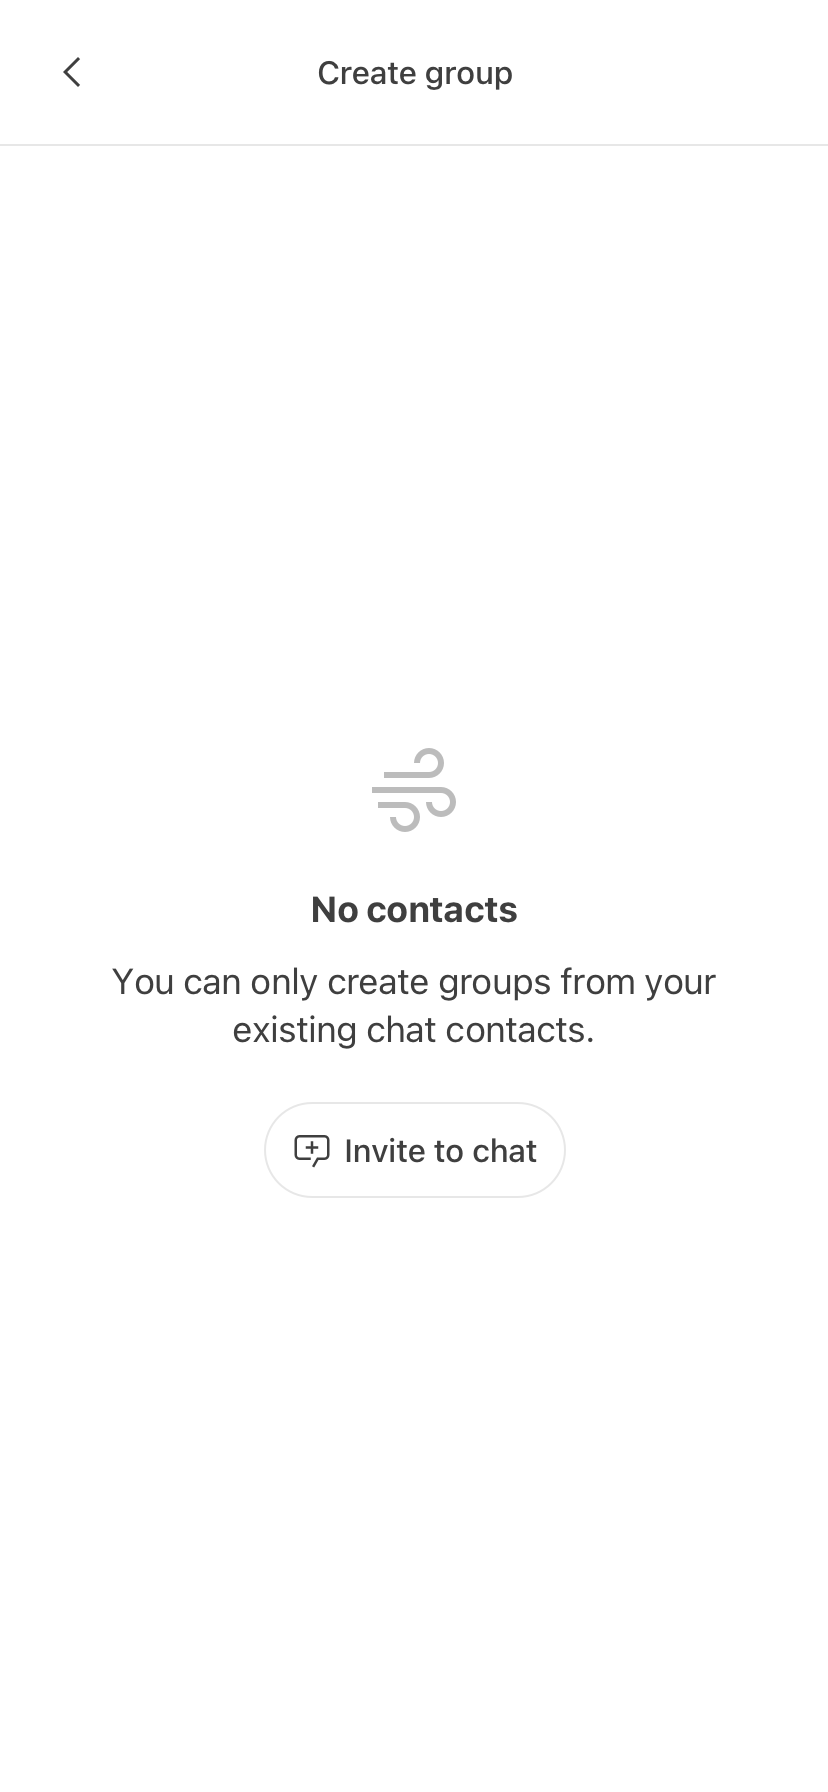 Create group
No contacts
You can only create groups from your
existing chat contacts.
Invite to chat